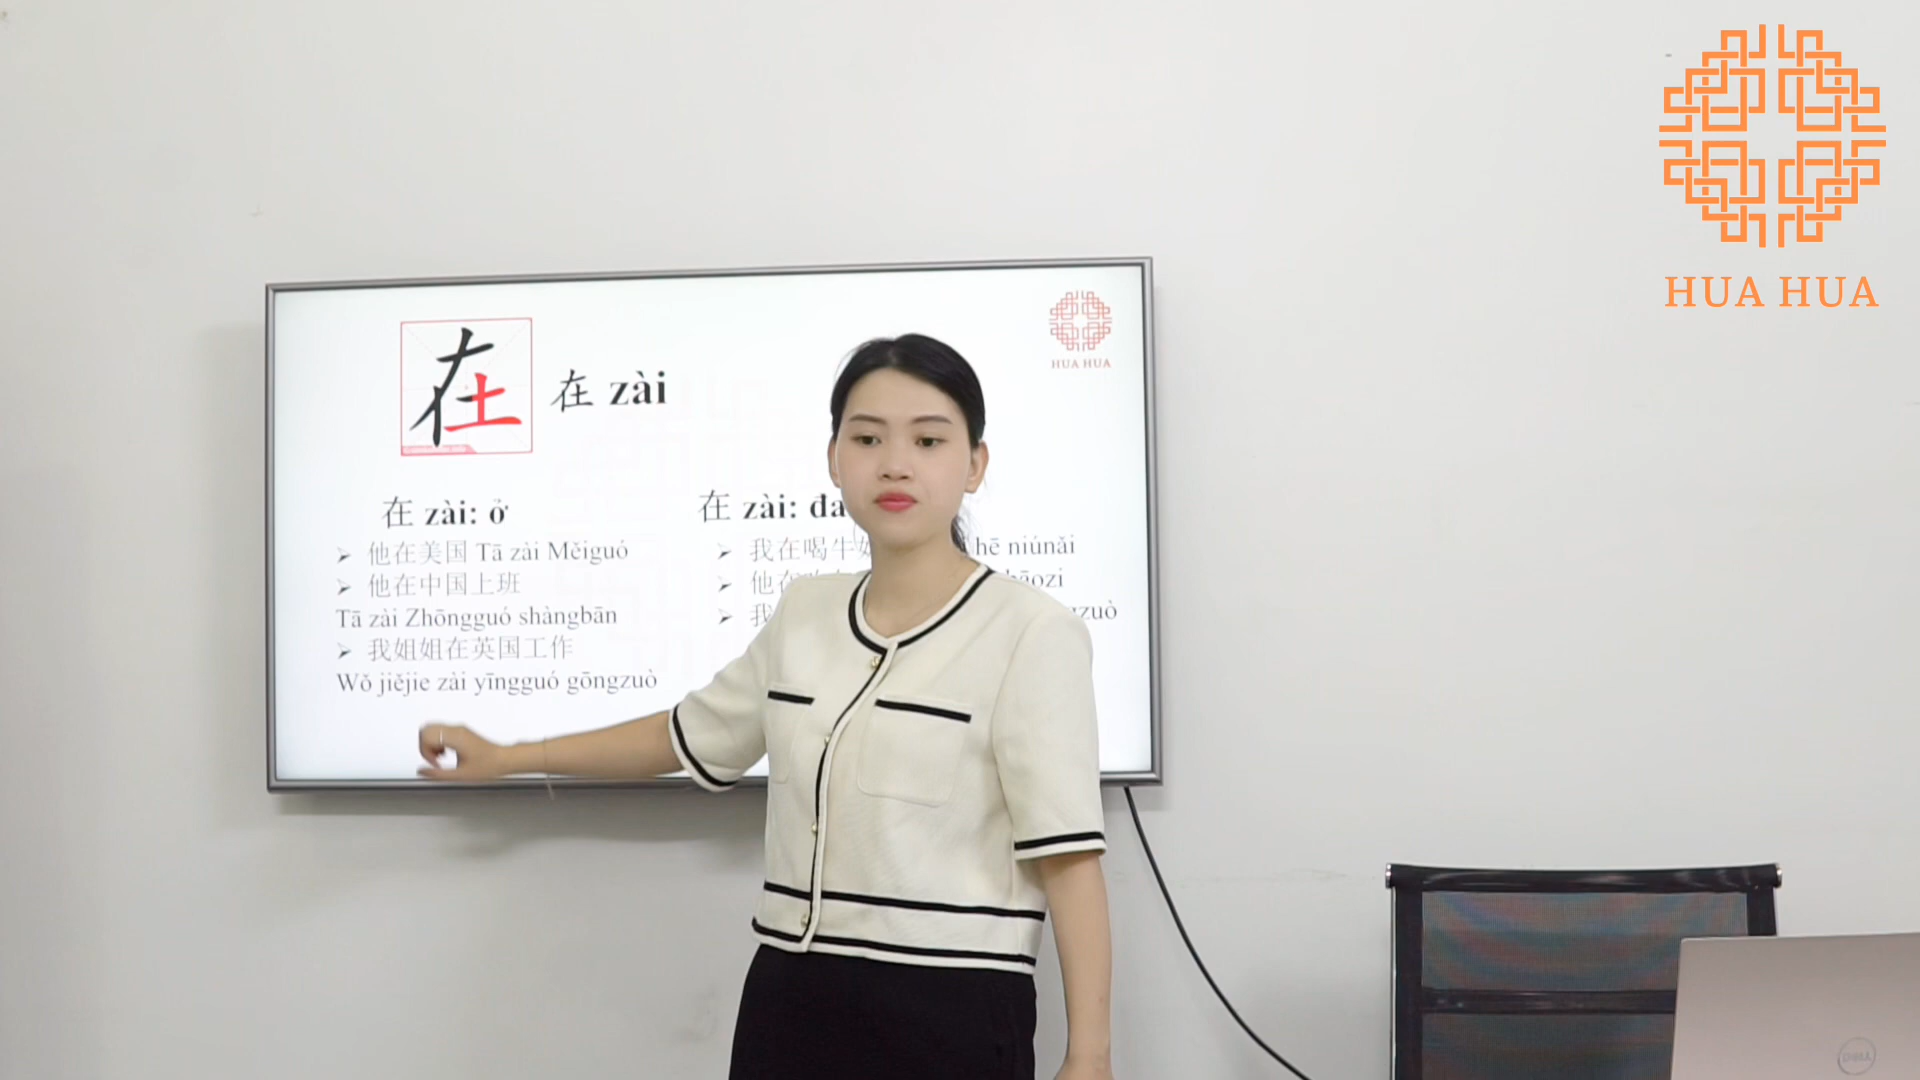 HUA HUA
HUA HUA
在 zài
在 zài: ở
他在美国 Tā zài Měiguó
他在中国上班
Tā zài Zhōngguó shàngbān
我姐姐在英国工作
Wǒ jiějie zài yīngguó gōngzuò
在 zài: đa
我在喝牛 hē niúnǎi
他在
我
DELL